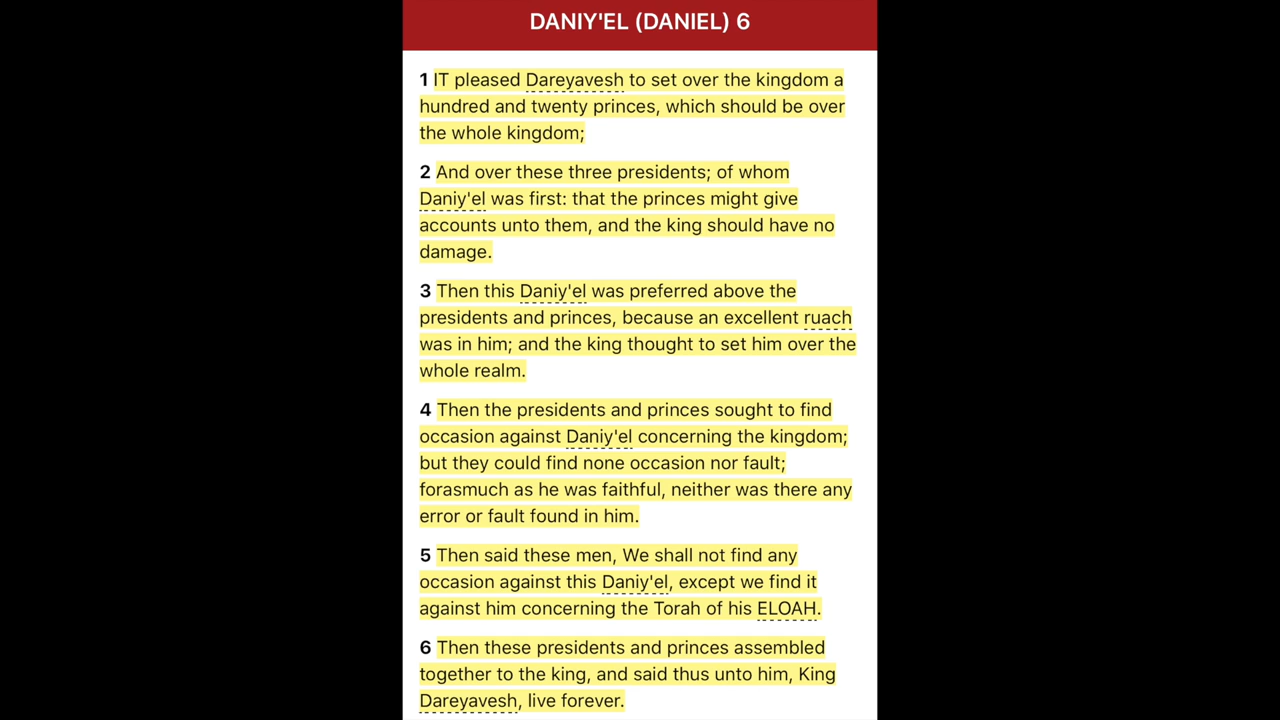 DANIY'EL (DANIEL) 6
1 IT pleased Dareyavesh to set over the kingdom a
hundred and twenty princes, which should be over
the whole kingdom;
2 And over these three presidents; of whom
Daniy'el was first: that the princes might give
accounts unto them, and the king should have no
damage.
3 Then this Daniy'el was preferred above the
presidents and princes, because an excellent ruach
was in him; and the king thought to set him over the
whole realm.
4 Then the presidents and princes sought to find
occasion against Daniy'el concerning the kingdom;
but they could find none occasion nor fault;
forasmuch as he was faithful, neither was there any
error or fault found in him.
5 Then said these men, We shall not find any
occasion against this Daniy'el, except we find it
against him concerning the Torah of his ELOAH.
6 Then these presidents and princes assembled
together to the king, and said thus unto him, King
Dareyavesh, live forever.